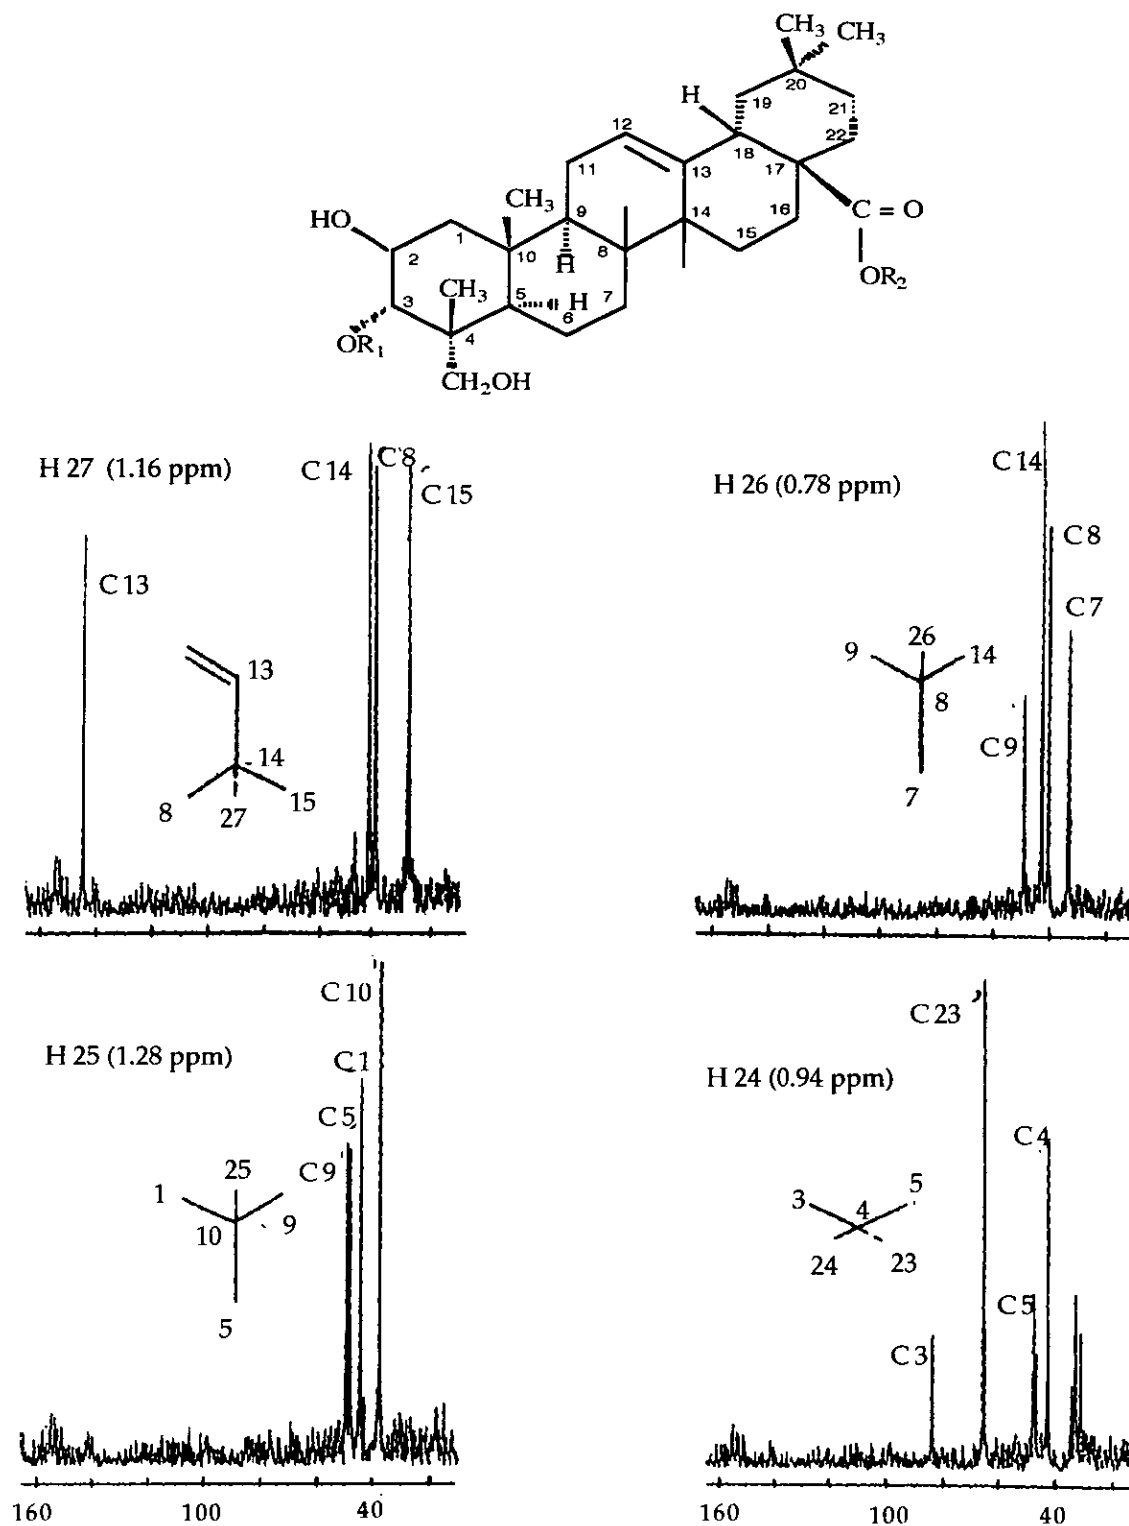 CH3
CH3
20
H
19
21
12
22
18
11
13
17
CH3
9
14
16
C = O
HO
1
15
8
2
10
H
OR2
CH3
5
H
7
3
6
4
OR1
CH2OH
H 27 (1.16 ppm)
C 14
C 8
C 15
C 13
13
14
8
27
15
H 26 (0.78 ppm)
C 14
C 8
C 7
9
26
14
8
C 9
7
H 25 (1.28 ppm)
C 10
C 1
C 5
C 9
25
1
10
9
5
160
100
40
H 24 (0.94 ppm)
C 23
C 4
5
3
4
24
23
C 5
C 3
160
100
40